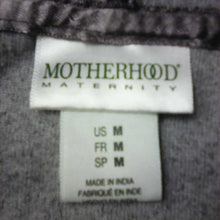 MOTHERHOOD®
MATERNITY
US M
FR M
SP M
MADE IN INDIA
FABRIQUÉ EN INDE